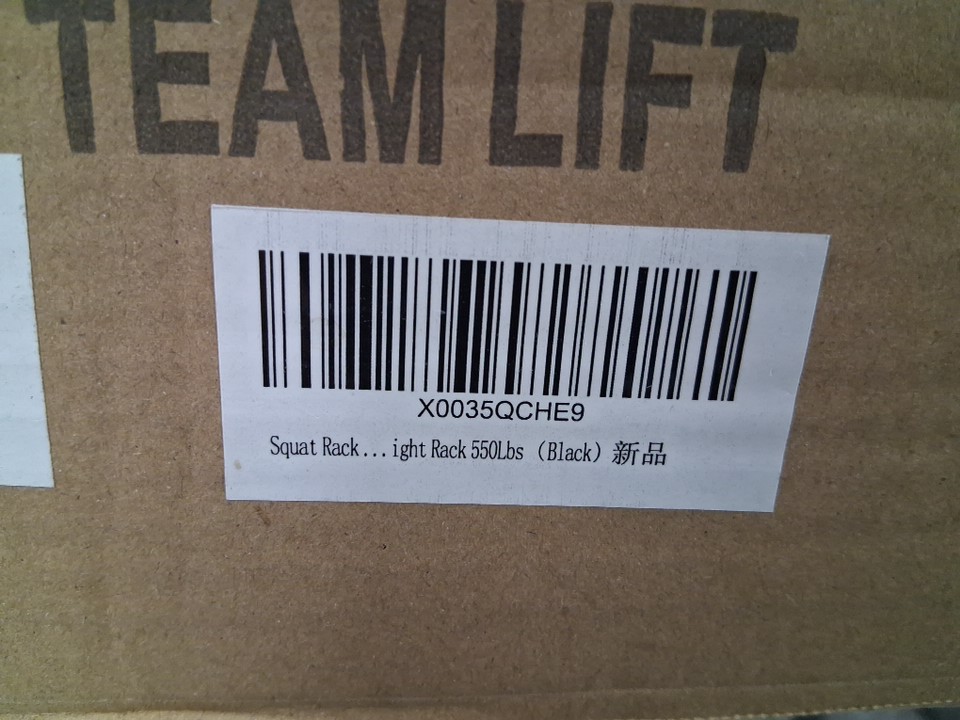 TEAM LIFT
X0035QCHE9
Squat Rack...ight Rack 550Lbs (Black) 新品